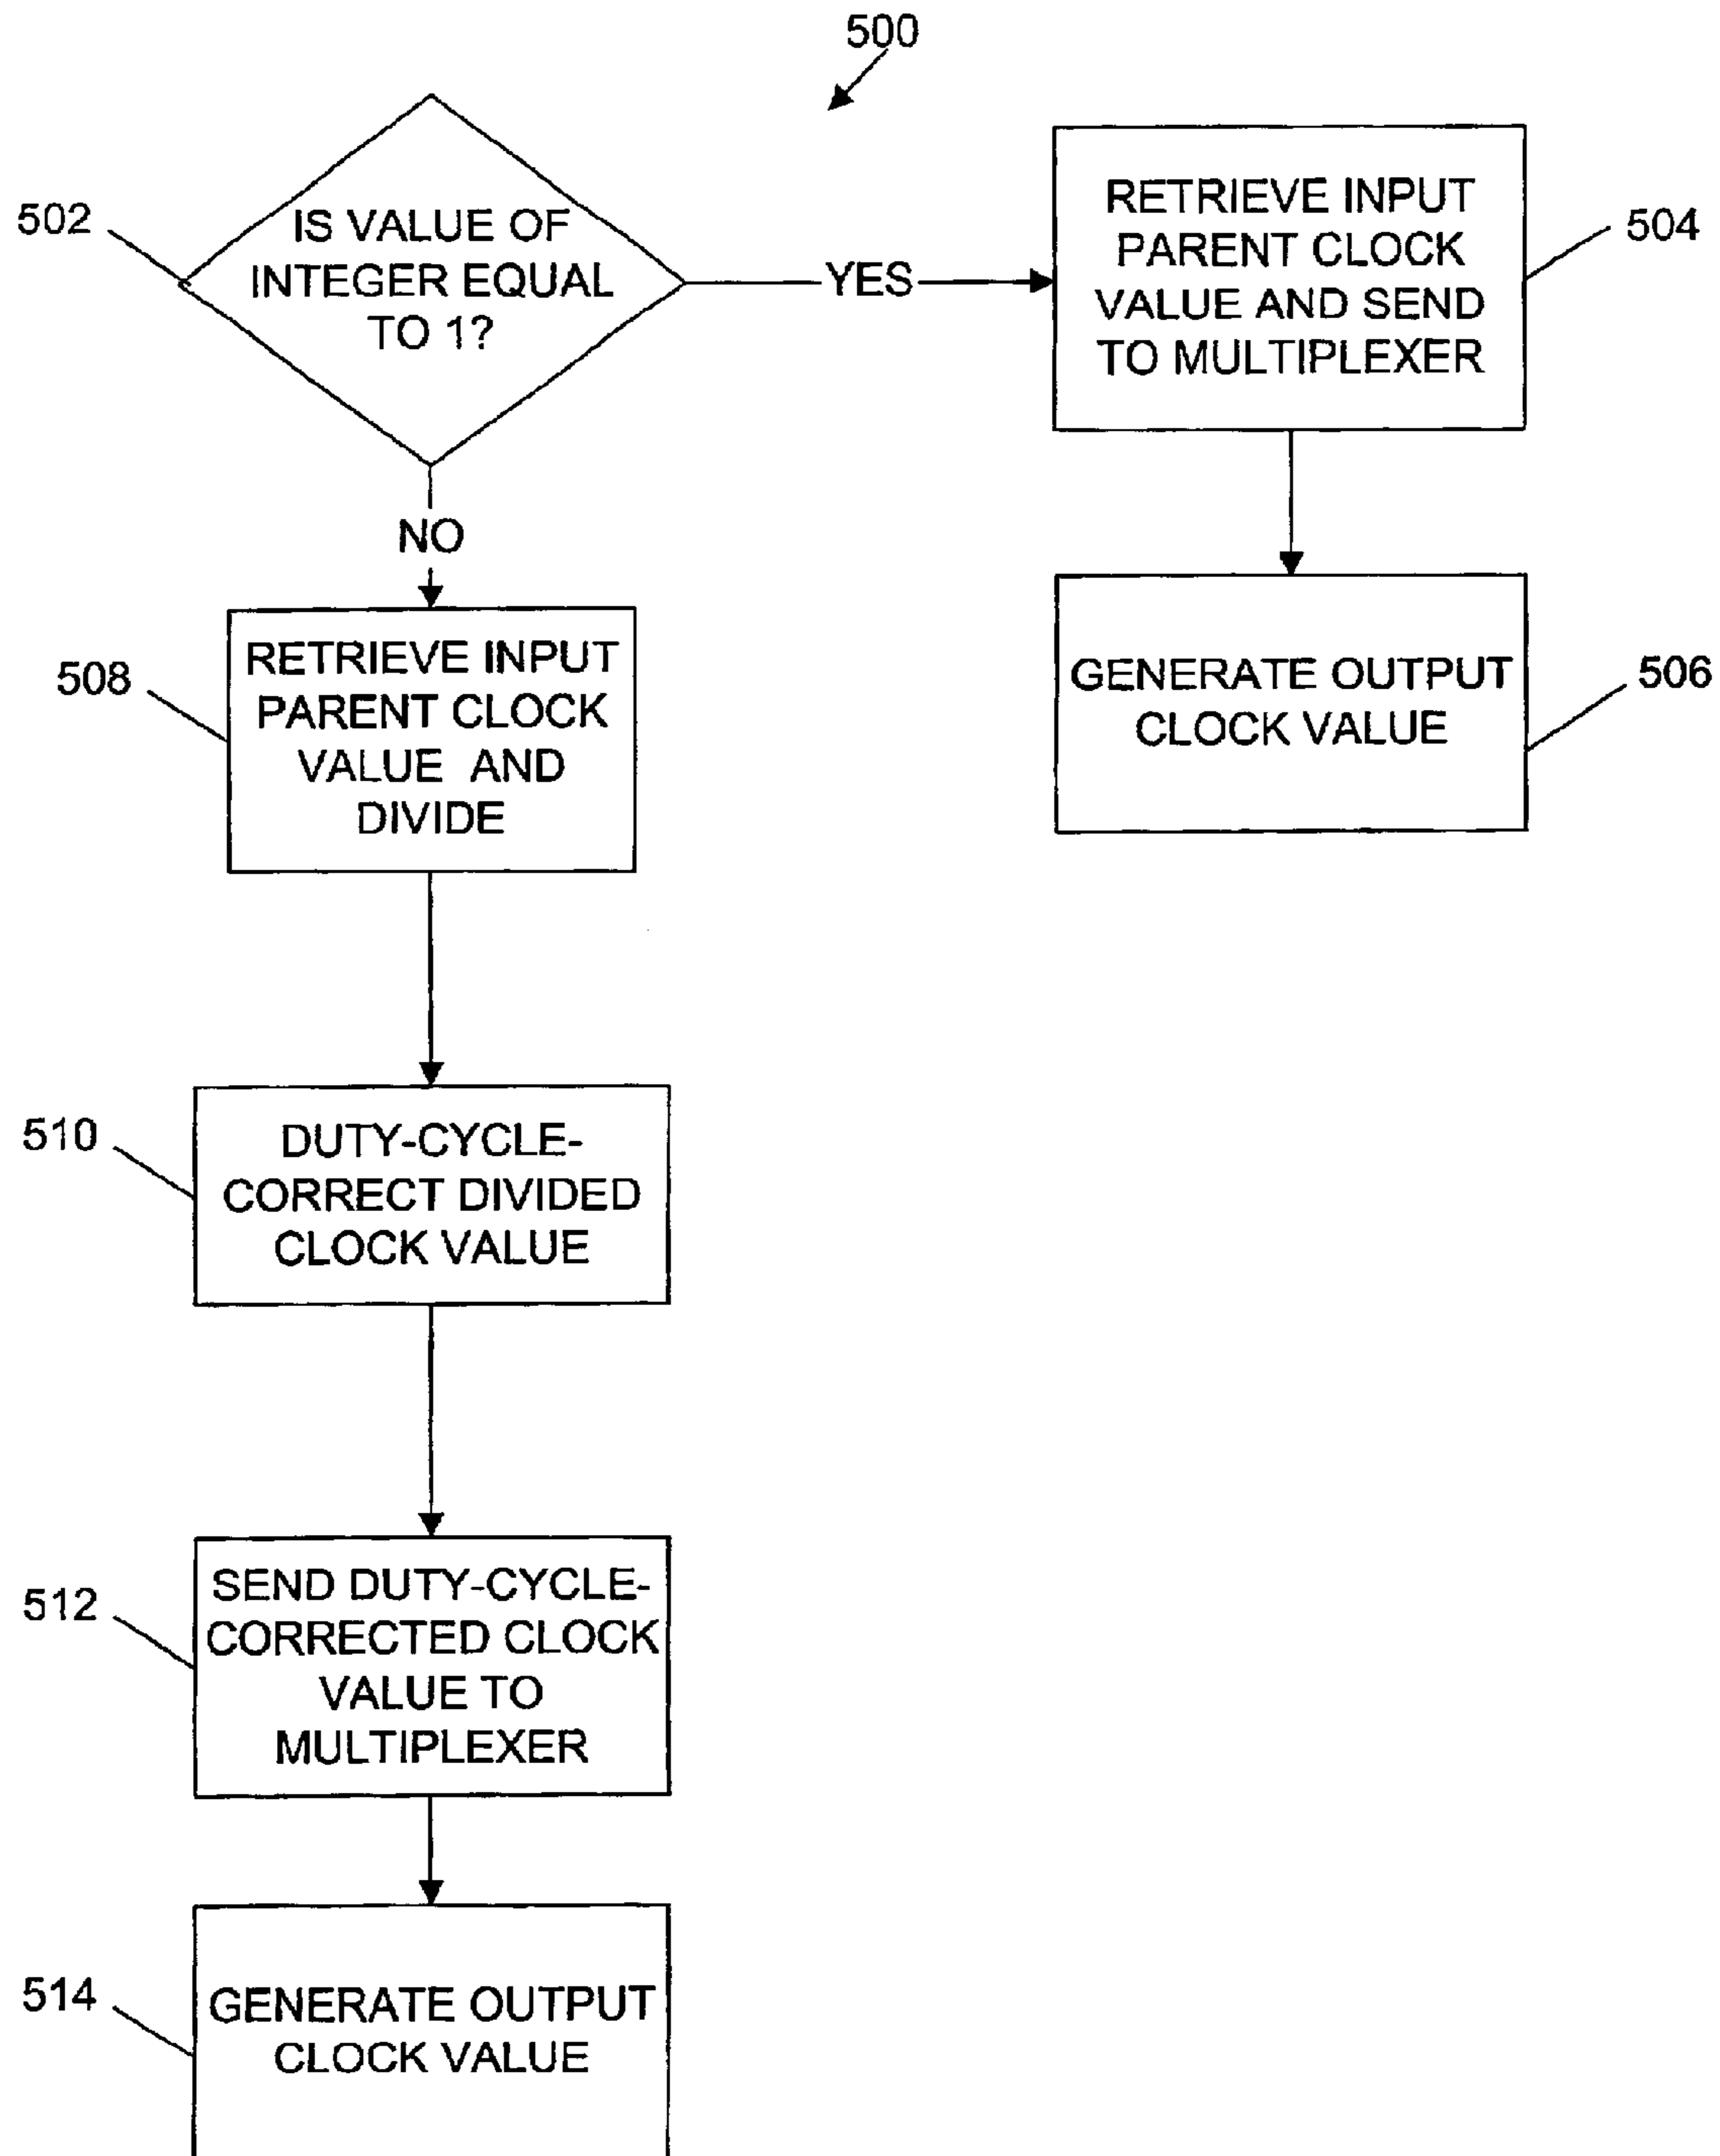 500
502
IS VALUE OF
INTEGER EQUAL
TO 1?
YES
RETRIEVE INPUT
PARENT CLOCK
VALUE AND SEND
TO MULTIPLEXER
504
NO
GENERATE OUTPUT
CLOCK VALUE
506
508
RETRIEVE INPUT
PARENT CLOCK
VALUE AND
DIVIDE
510
DUTY-CYCLE-
CORRECT DIVIDED
CLOCK VALUE
512
SEND DUTY-CYCLE-
CORRECTED CLOCK
VALUE TO
MULTIPLEXER
514
GENERATE OUTPUT
CLOCK VALUE